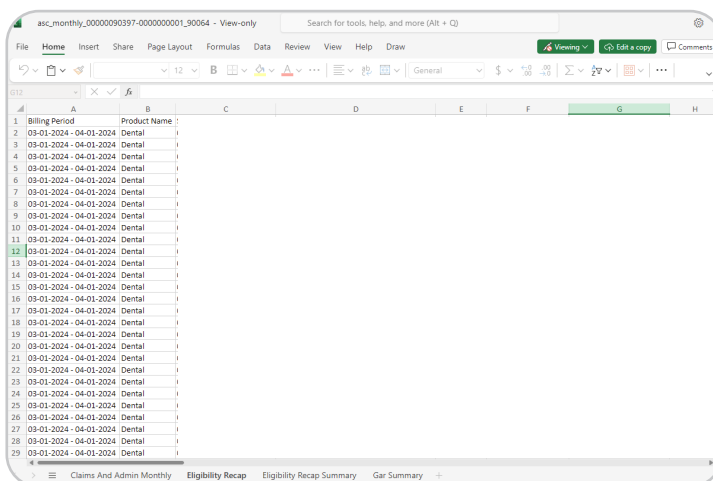 asc_monthly_00000090397-0000000001_90064 - View-only
Search for tools, help, and more (Alt + Q)
File Home Insert Share Page Layout Formulas Data Review View Help Draw
Viewing
Edit a copy
Comments
12
B
A
ab
General
$
G12
fx
A B C D E F G H
1 Billing Period Product Name
2 03-01-2024 - 04-01-2024 Dental
3 03-01-2024 - 04-01-2024 Dental
4 03-01-2024 - 04-01-2024 Dental
5 03-01-2024 - 04-01-2024 Dental
6 03-01-2024 - 04-01-2024 Dental
7 03-01-2024 - 04-01-2024 Dental
8 03-01-2024 - 04-01-2024 Dental
9 03-01-2024 - 04-01-2024 Dental
10 03-01-2024 - 04-01-2024 Dental
11 03-01-2024 - 04-01-2024 Dental
12 03-01-2024 - 04-01-2024 Dental
13 03-01-2024 - 04-01-2024 Dental
14 03-01-2024 - 04-01-2024 Dental
15 03-01-2024 - 04-01-2024 Dental
16 03-01-2024 - 04-01-2024 Dental
17 03-01-2024 - 04-01-2024 Dental
18 03-01-2024 - 04-01-2024 Dental
19 03-01-2024 - 04-01-2024 Dental
20 03-01-2024 - 04-01-2024 Dental
21 03-01-2024 - 04-01-2024 Dental
22 03-01-2024 - 04-01-2024 Dental
23 03-01-2024 - 04-01-2024 Dental
24 03-01-2024 - 04-01-2024 Dental
25 03-01-2024 - 04-01-2024 Dental
26 03-01-2024 - 04-01-2024 Dental
27 03-01-2024 - 04-01-2024 Dental
28 03-01-2024 - 04-01-2024 Dental
29 03-01-2024 - 04-01-2024 Dental
Claims And Admin Monthly Eligibility Recap Eligibility Recap Summary Gar Summary